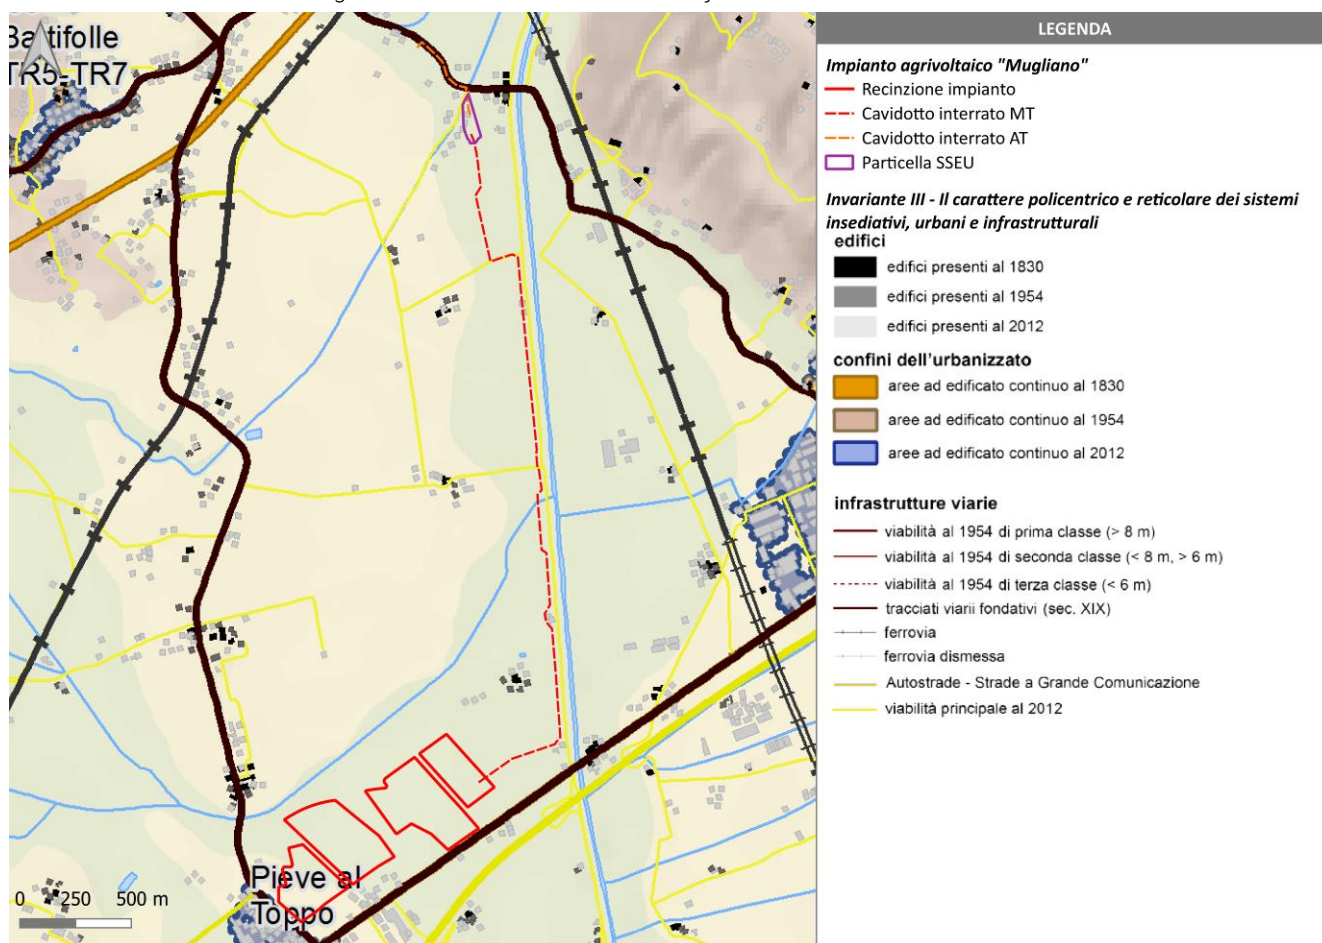 Battifolle
TR5-TR7
Pieve al
Toppo
0 250 500 m
LEGENDA
Impianto agrivoltaico "Mugliano"
Recinzione impianto
Cavidotto interrato MT
Cavidotto interrato AT
Particella SSEU
Invariante III - Il carattere policentrico e reticolare dei sistemi
insediativi, urbani e infrastrutturali
edifici
edifici presenti al 1830
edifici presenti al 1954
edifici presenti al 2012
confini dell'urbanizzato
aree ad edificato continuo al 1830
aree ad edificato continuo al 1954
aree ad edificato continuo al 2012
infrastrutture viarie
viabilità al 1954 di prima classe (> 8 m)
viabilità al 1954 di seconda classe (< 8 m, > 6 m)
viabilità al 1954 di terza classe (< 6 m)
tracciati viarii fondativi (sec. XIX)
ferrovia
ferrovia dismessa
Autostrade - Strade a Grande Comunicazione
viabilità principale al 2012